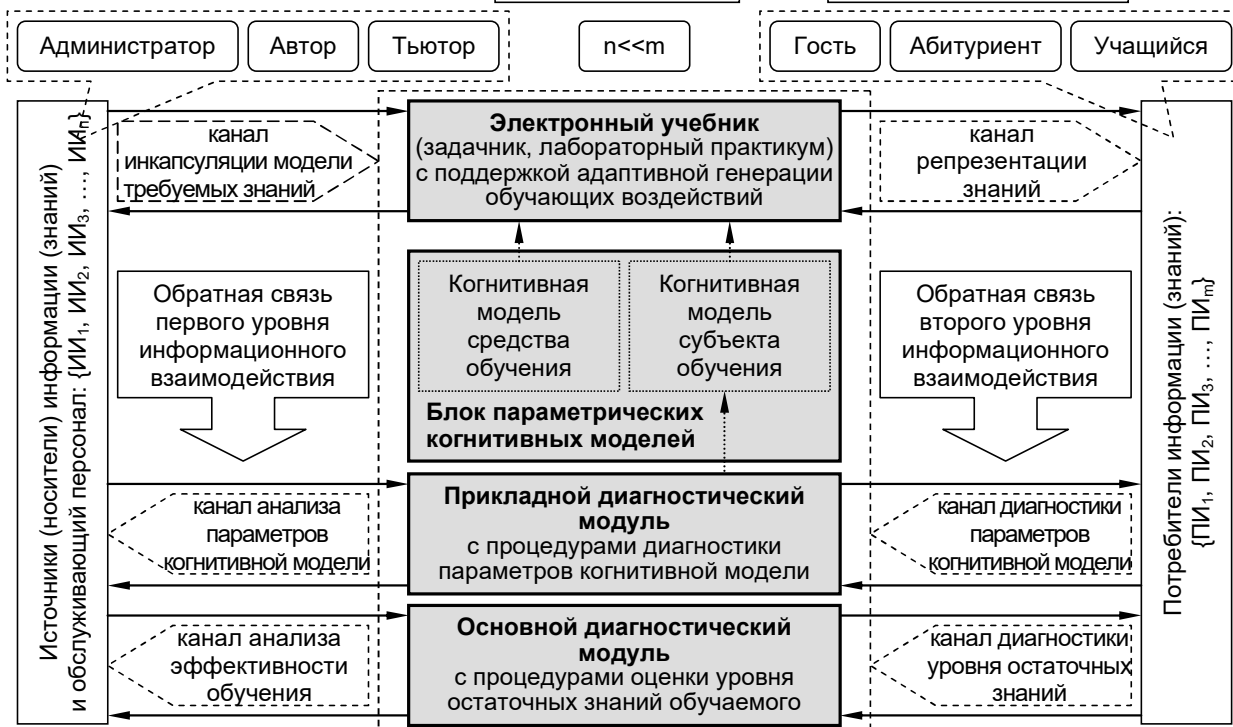 Администратор
Автор
Тьютор
n<<m
Гость
Абитуриент
Учащийся
Источники (носители) информации (знаний)
и обслуживающий персонал: {ИИ₁, ИИ₂, ИИ₃, …, ИИₙ}
канал
инкапсуляции модели
требуемых знаний
Электронный учебник
(задачник, лабораторный практикум)
с поддержкой адаптивной генерации
обучающих воздействий
канал
репрезентации
знаний
Потребители информации (знаний):
{ПИ₁, ПИ₂, ПИ₃, …, ПИₘ}
Обратная связь
первого уровня
информационного
взаимодействия
Когнитивная
модель
средства
обучения
Когнитивная
модель
субъекта
обучения
Блок параметрических
когнитивных моделей
Обратная связь
второго уровня
информационного
взаимодействия
канал анализа
параметров
когнитивной модели
Прикладной диагностический
модуль
с процедурами диагностики
параметров когнитивной модели
канал диагностики
параметров
когнитивной модели
канал анализа
эффективности
обучения
Основной диагностический
модуль
с процедурами оценки уровня
остаточных знаний обучаемого
канал диагностики
уровня остаточных
знаний